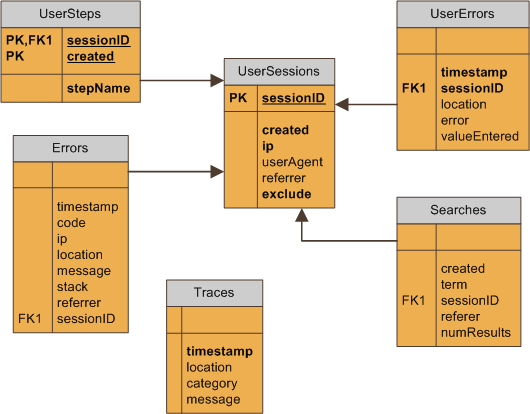 UserSteps
PK,FK1 sessionID
PK created
stepName
UserSessions
PK sessionID
created
ip
userAgent
referrer
exclude
UserErrors
timestamp
FK1 sessionID
location
error
valueEntered
Errors
timestamp
code
ip
location
message
stack
referrer
FK1 sessionID
Searches
created
term
FK1 sessionID
referer
numResults
Traces
timestamp
location
category
message